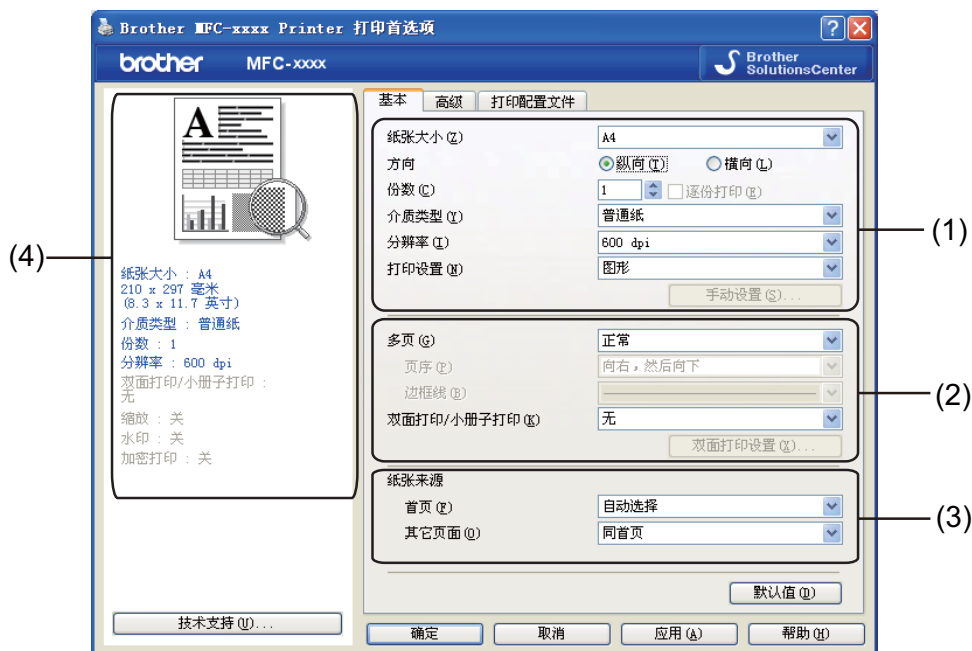 Brother MFC-xxxx Printer 打印首选项
brother MFC-xxxx
Brother
SolutionsCenter
基本 高级 打印配置文件
A
纸张大小 : A4
210 x 297 毫米
(8.3 x 11.7 英寸)
介质类型 : 普通纸
份数 : 1
分辨率 : 600 dpi
双面打印/小册子打印 :
无
缩放 : 关
水印 : 关
加密打印 : 关
技术支持(U)...
(4)
纸张大小(Z) A4
方向 纵向(T) 横向(L)
份数(C) 1 逐份打印(E)
介质类型(Y) 普通纸
分辨率(I) 600 dpi
打印设置(N) 图形
手动设置(S)...
(1)
多页(G) 正常
页序(P) 向右，然后向下
边框线(B)
双面打印/小册子打印(K) 无
双面打印设置(X)...
(2)
纸张来源
首页(F) 自动选择
其它页面(O) 同首页
(3)
默认值(D)
确定 取消 应用(A) 帮助(H)